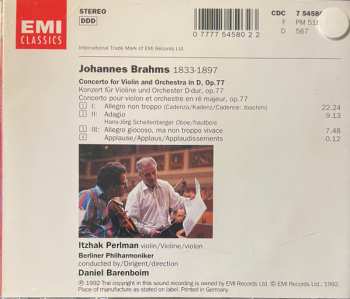 EMI
CLASSICS
STEREO
DDD
0 7777 54580 2 2
CDC 7 54580
F PM 518
D 567
International Trade Mark of EMI Records Ltd.
Johannes Brahms 1833-1897
Concerto for Violin and Orchestra in D, Op.77
Konzert für Violine und Orchester D-dur, op.77
Concerto pour violon et orchestre en ré majeur, op.77
1 I: Allegro non troppo (Cadenza/Kadenz/Cadence: Joachim) 22.24
2 II: Adagio 9.13
Hans-Jörg Schellenberger Oboe/hautbois
3 III: Allegro giocoso, ma non troppo vivace 7.48
4 Applause/Applaus/Applaudissements 0.12
Itzhak Perlman violin/Violine/violon
Berliner Philharmoniker
conducted by/Dirigent/direction
Daniel Barenboim
℗ 1992 The copyright in this sound recording is owned by EMI Records Ltd. © EMI Records Ltd., 1992.
Place of manufacture as stated on label. Printed in Germany.